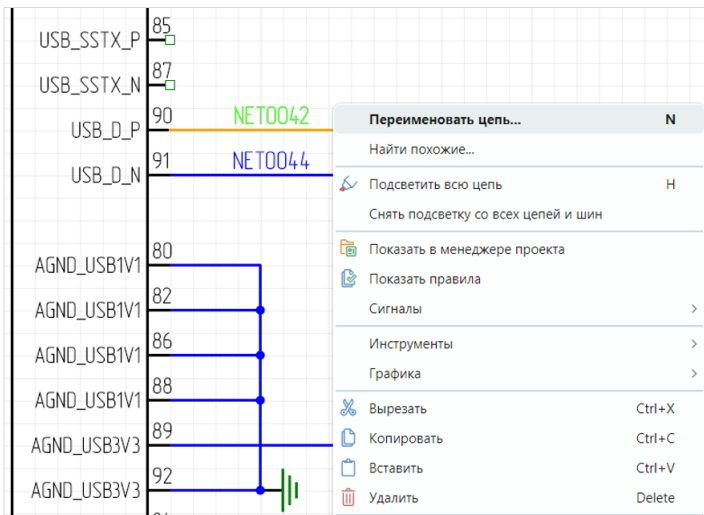 USB_SSTX_P 85
USB_SSTX_N 87
USB_D_P 90 NET0042
USB_D_N 91 NET0044
AGND_USB1V1 80
AGND_USB1V1 82
AGND_USB1V1 86
AGND_USB1V1 88
AGND_USB3V3 89
AGND_USB3V3 92
Переименовать цепь... N
Найти похожие...
Подсветить всю цепь H
Снять подсветку со всех цепей и шин
Показать в менеджере проекта
Показать правила
Сигналы
Инструменты
Графика
Вырезать Ctrl+X
Копировать Ctrl+C
Вставить Ctrl+V
Удалить Delete